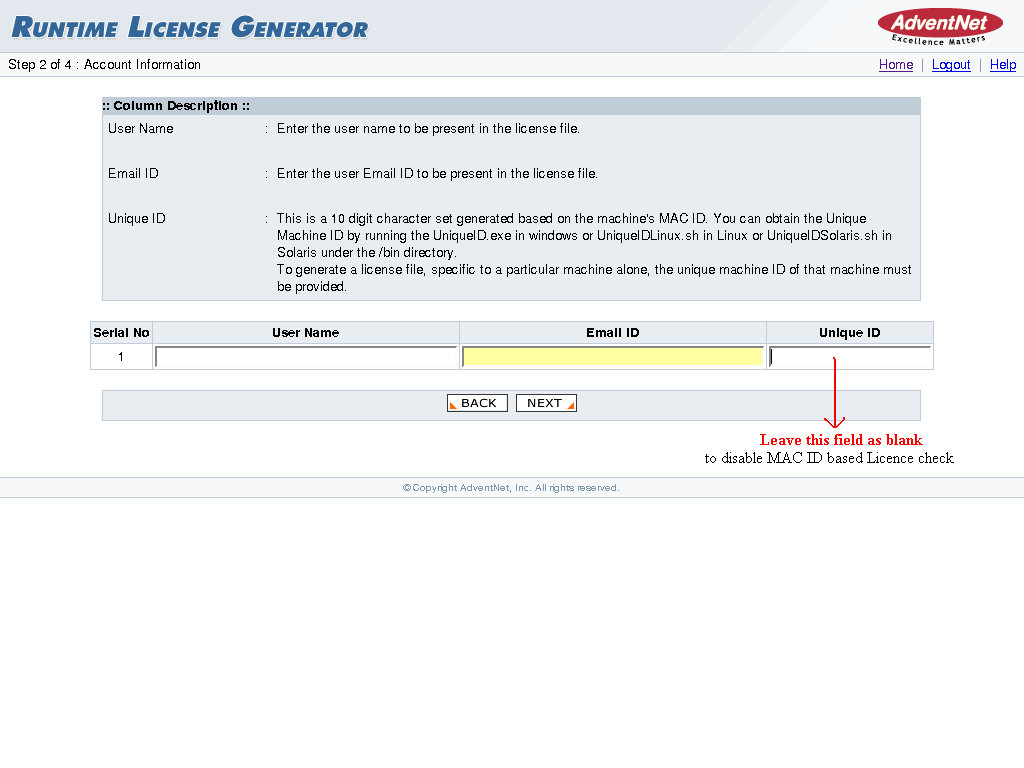 RUNTIME LICENSE GENERATOR
AdventNet
Excellence Matters
Step 2 of 4 : Account Information
Home | Logout | Help
:: Column Description ::
User Name : Enter the user name to be present in the license file.
Email ID : Enter the user Email ID to be present in the license file.
Unique ID : This is a 10 digit character set generated based on the machine's MAC ID. You can obtain the Unique
Machine ID by running the UniqueID.exe in windows or UniqueIDLinux.sh in Linux or UniqueIDSolaris.sh in
Solaris under the /bin directory.
To generate a license file, specific to a particular machine alone, the unique machine ID of that machine must
be provided.
Serial No User Name Email ID Unique ID
1
BACK NEXT
Leave this field as blank
to disable MAC ID based Licence check
©Copyright AdventNet, Inc. All rights reserved.